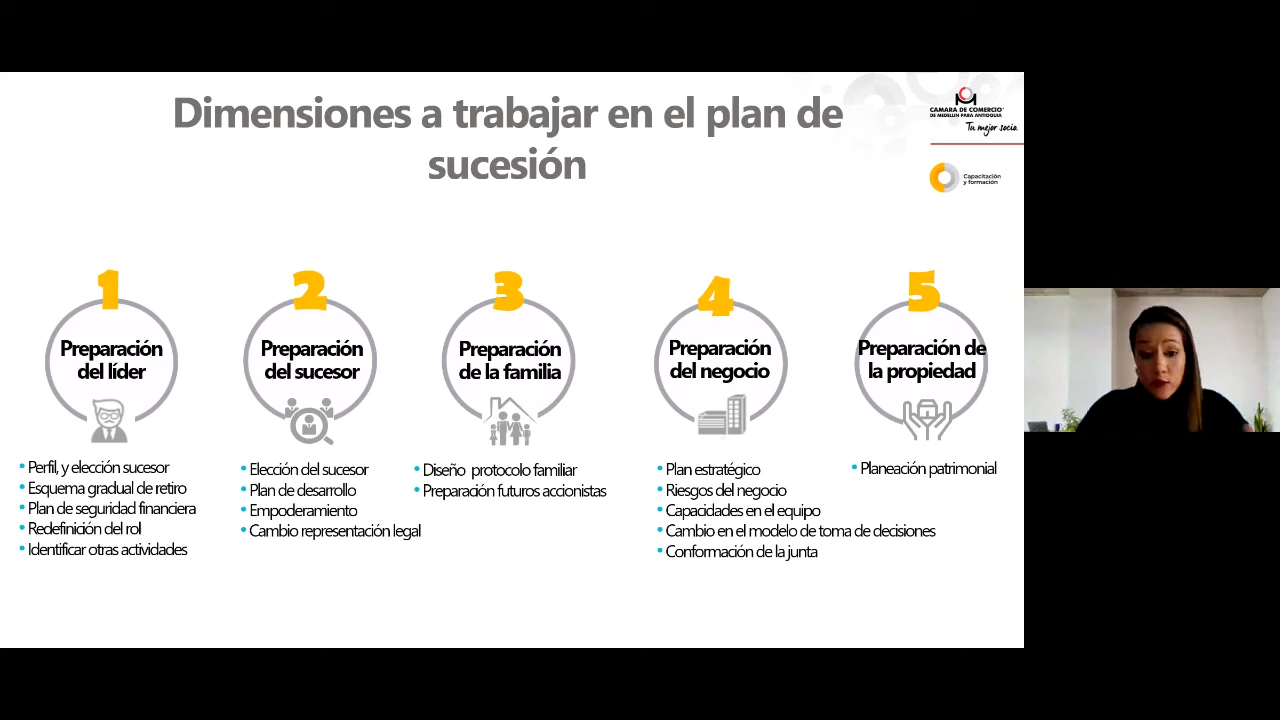 Dimensiones a trabajar en el plan de
sucesión
CAMARA DE COMERCIO
DE MEDELLIN PARA ANTIOQUIA
Tu mejor socio.
Capacitación
y formación
1
Preparación
del líder
• Perfil, y elección sucesor
• Esquema gradual de retiro
• Plan de seguridad financiera
• Redefinición del rol
• Identificar otras actividades
2
Preparación
del sucesor
• Elección del sucesor
• Plan de desarrollo
• Empoderamiento
• Cambio representación legal
3
Preparación
de la familia
• Diseño protocolo familiar
• Preparación futuros accionistas
4
Preparación
del negocio
• Plan estratégico
• Riesgos del negocio
• Capacidades en el equipo
• Cambio en el modelo de toma de decisiones
• Conformación de la junta
5
Preparación de
la propiedad
• Planeación patrimonial